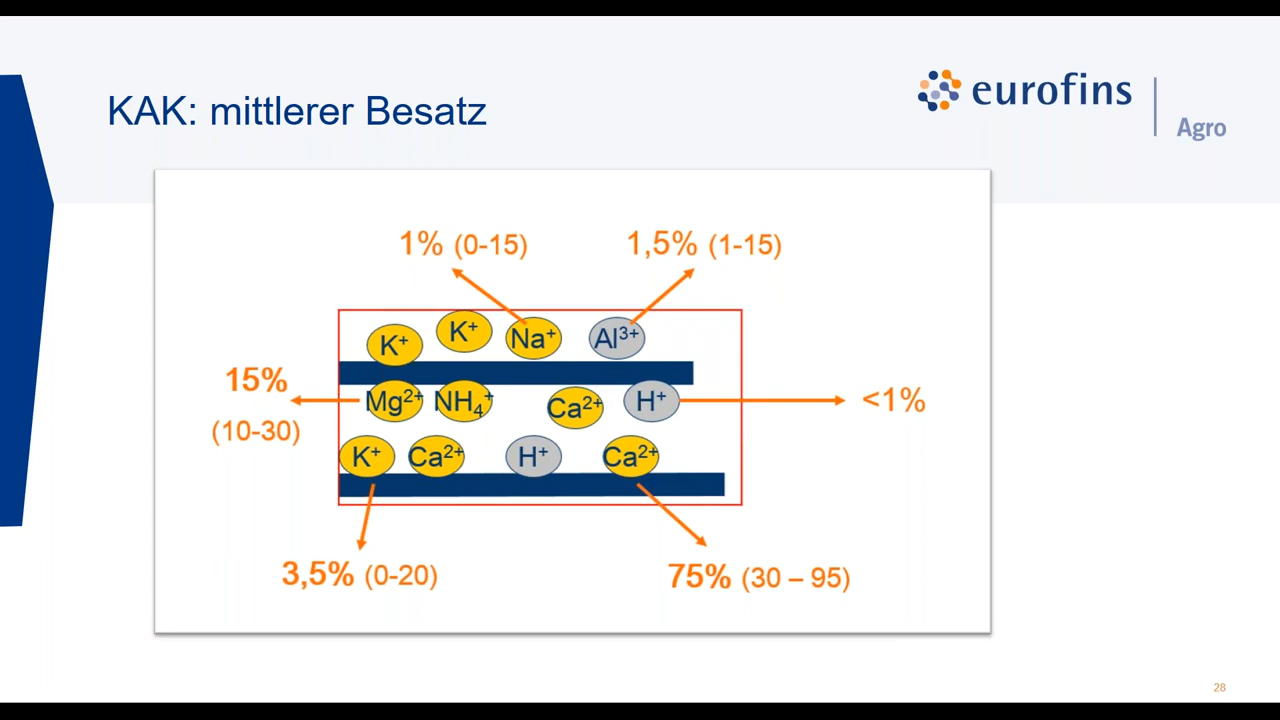 eurofins
Agro
KAK: mittlerer Besatz
1% (0-15)
1,5% (1-15)
K⁺ K⁺ Na⁺ Al³⁺
15%
(10-30)
Mg²⁺ NH₄⁺ Ca²⁺ H⁺
<1%
K⁺ Ca²⁺ H⁺ Ca²⁺
3,5% (0-20)
75% (30 – 95)
28